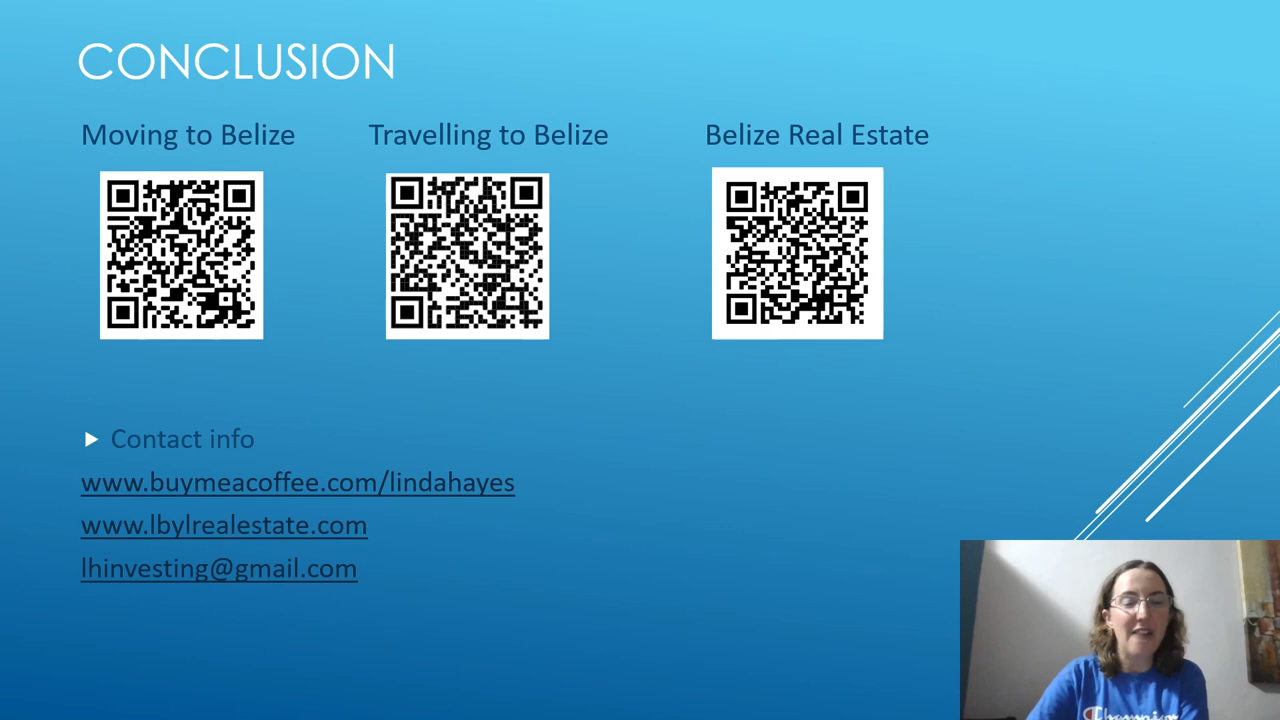 CONCLUSION
Moving to Belize
Travelling to Belize
Belize Real Estate
Contact info
www.buymeacoffee.com/lindahayes
www.lbylrealestate.com
lhinvesting@gmail.com
Champion